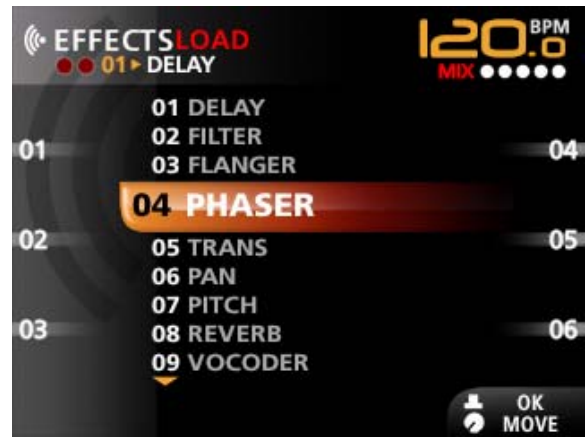 EFFECTSLOAD
01 DELAY
120.0 BPM
MIX
01 DELAY
02 FILTER
03 FLANGER
04 PHASER
05 TRANS
06 PAN
07 PITCH
08 REVERB
09 VOCODER
01
02
03
04
05
06
OK
MOVE